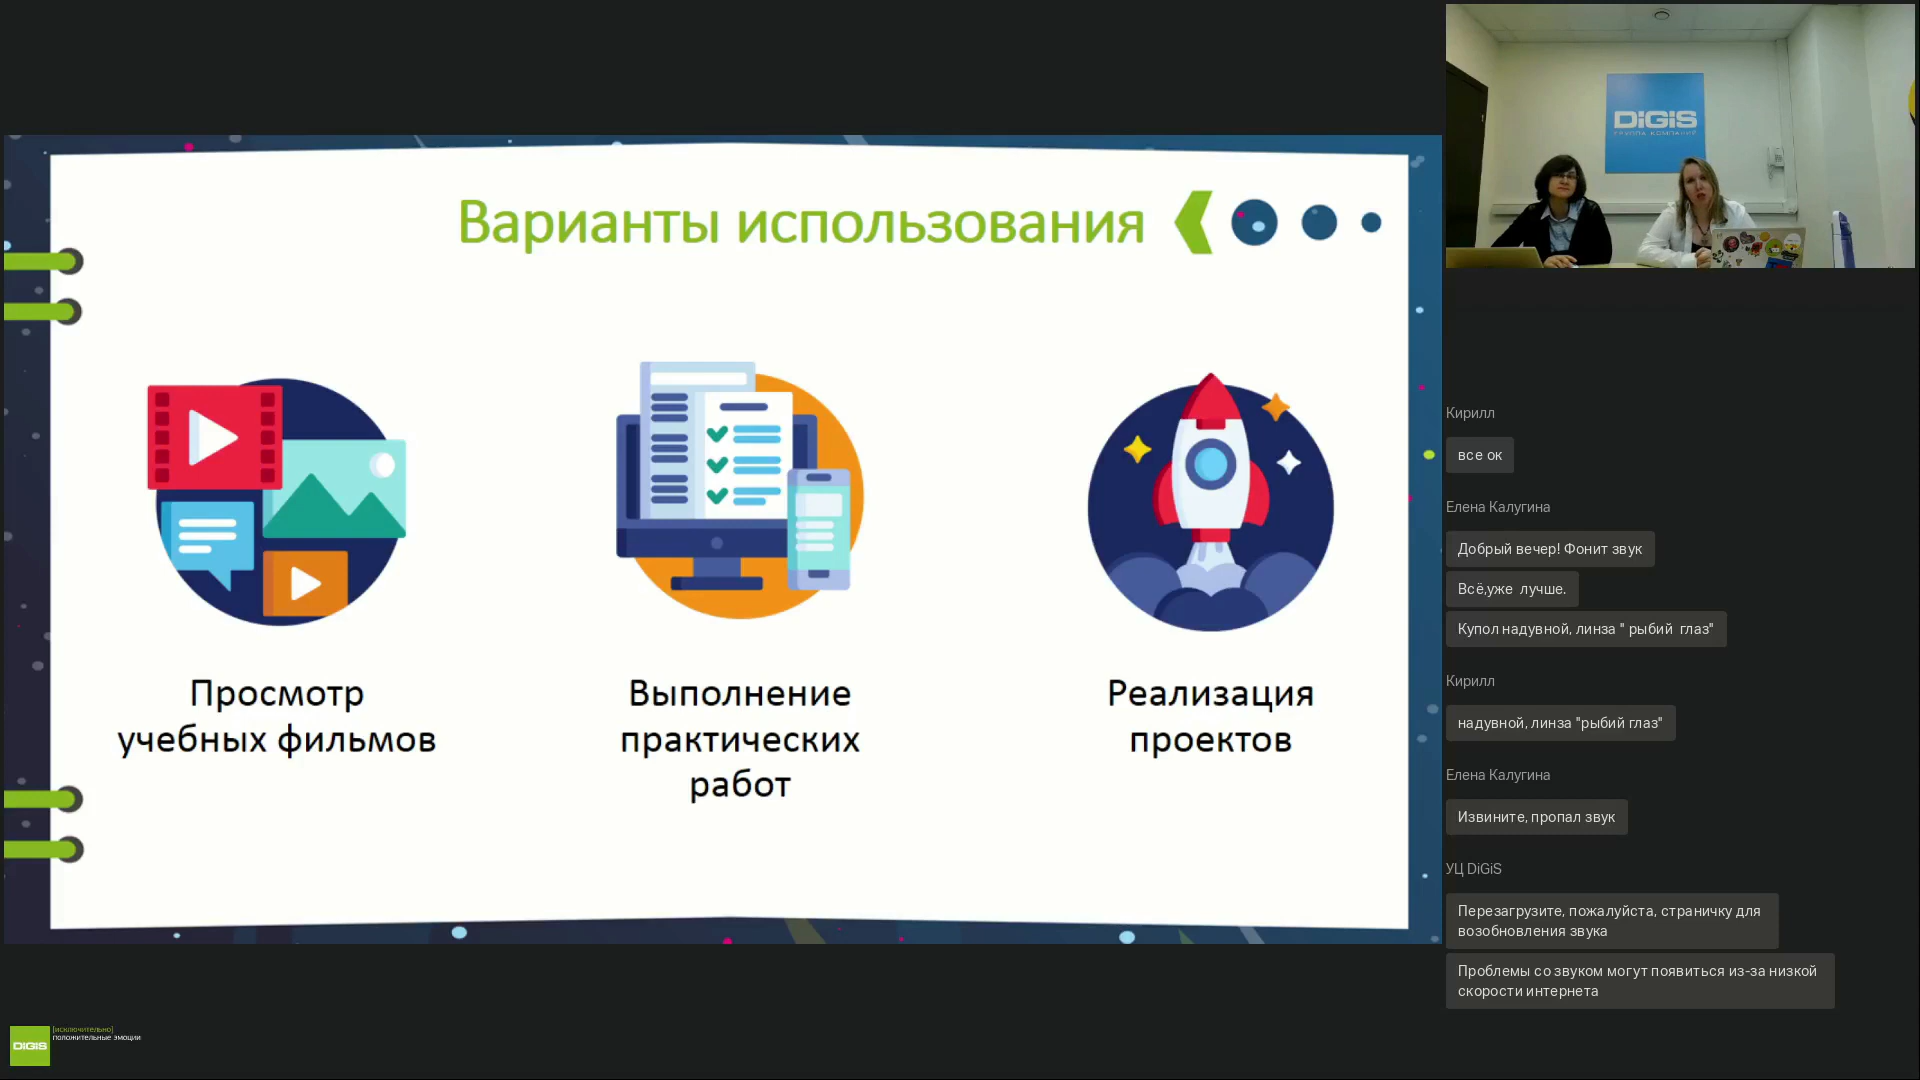 Варианты использования
Просмотр
учебных фильмов
Выполнение
практических
работ
Реализация
проектов
DiGiS
ГРУППА КОМПАНИЙ
Кирилл
все ок
Елена Калугина
Добрый вечер! Фонит звук
Всё,уже  лучше.
Купол надувной, линза " рыбий  глаз"
Кирилл
надувной, линза "рыбий глаз"
Елена Калугина
Извините, пропал звук
УЦ DiGiS
Перезагрузите, пожалуйста, страничку для
возобновления звука
Проблемы со звуком могут появиться из-за низкой
скорости интернета
DiGiS
[исключительно]
положительные эмоции